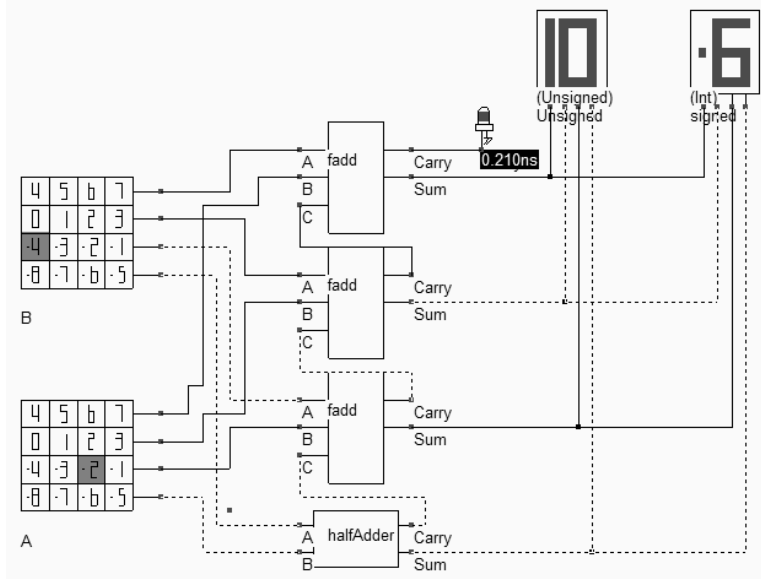 10
-6
(Unsigned)
Unsigned
(Int)
signed
0.210ns
A fadd Carry
B Sum
C
4 5 6 7
0 1 2 3
-4 -3 -2 -1
-8 -7 -6 -5
B
A fadd Carry
B Sum
C
A fadd Carry
B Sum
C
4 5 6 7
0 1 2 3
-4 -3 -2 -1
-8 -7 -6 -5
A
A halfAdder Carry
B Sum